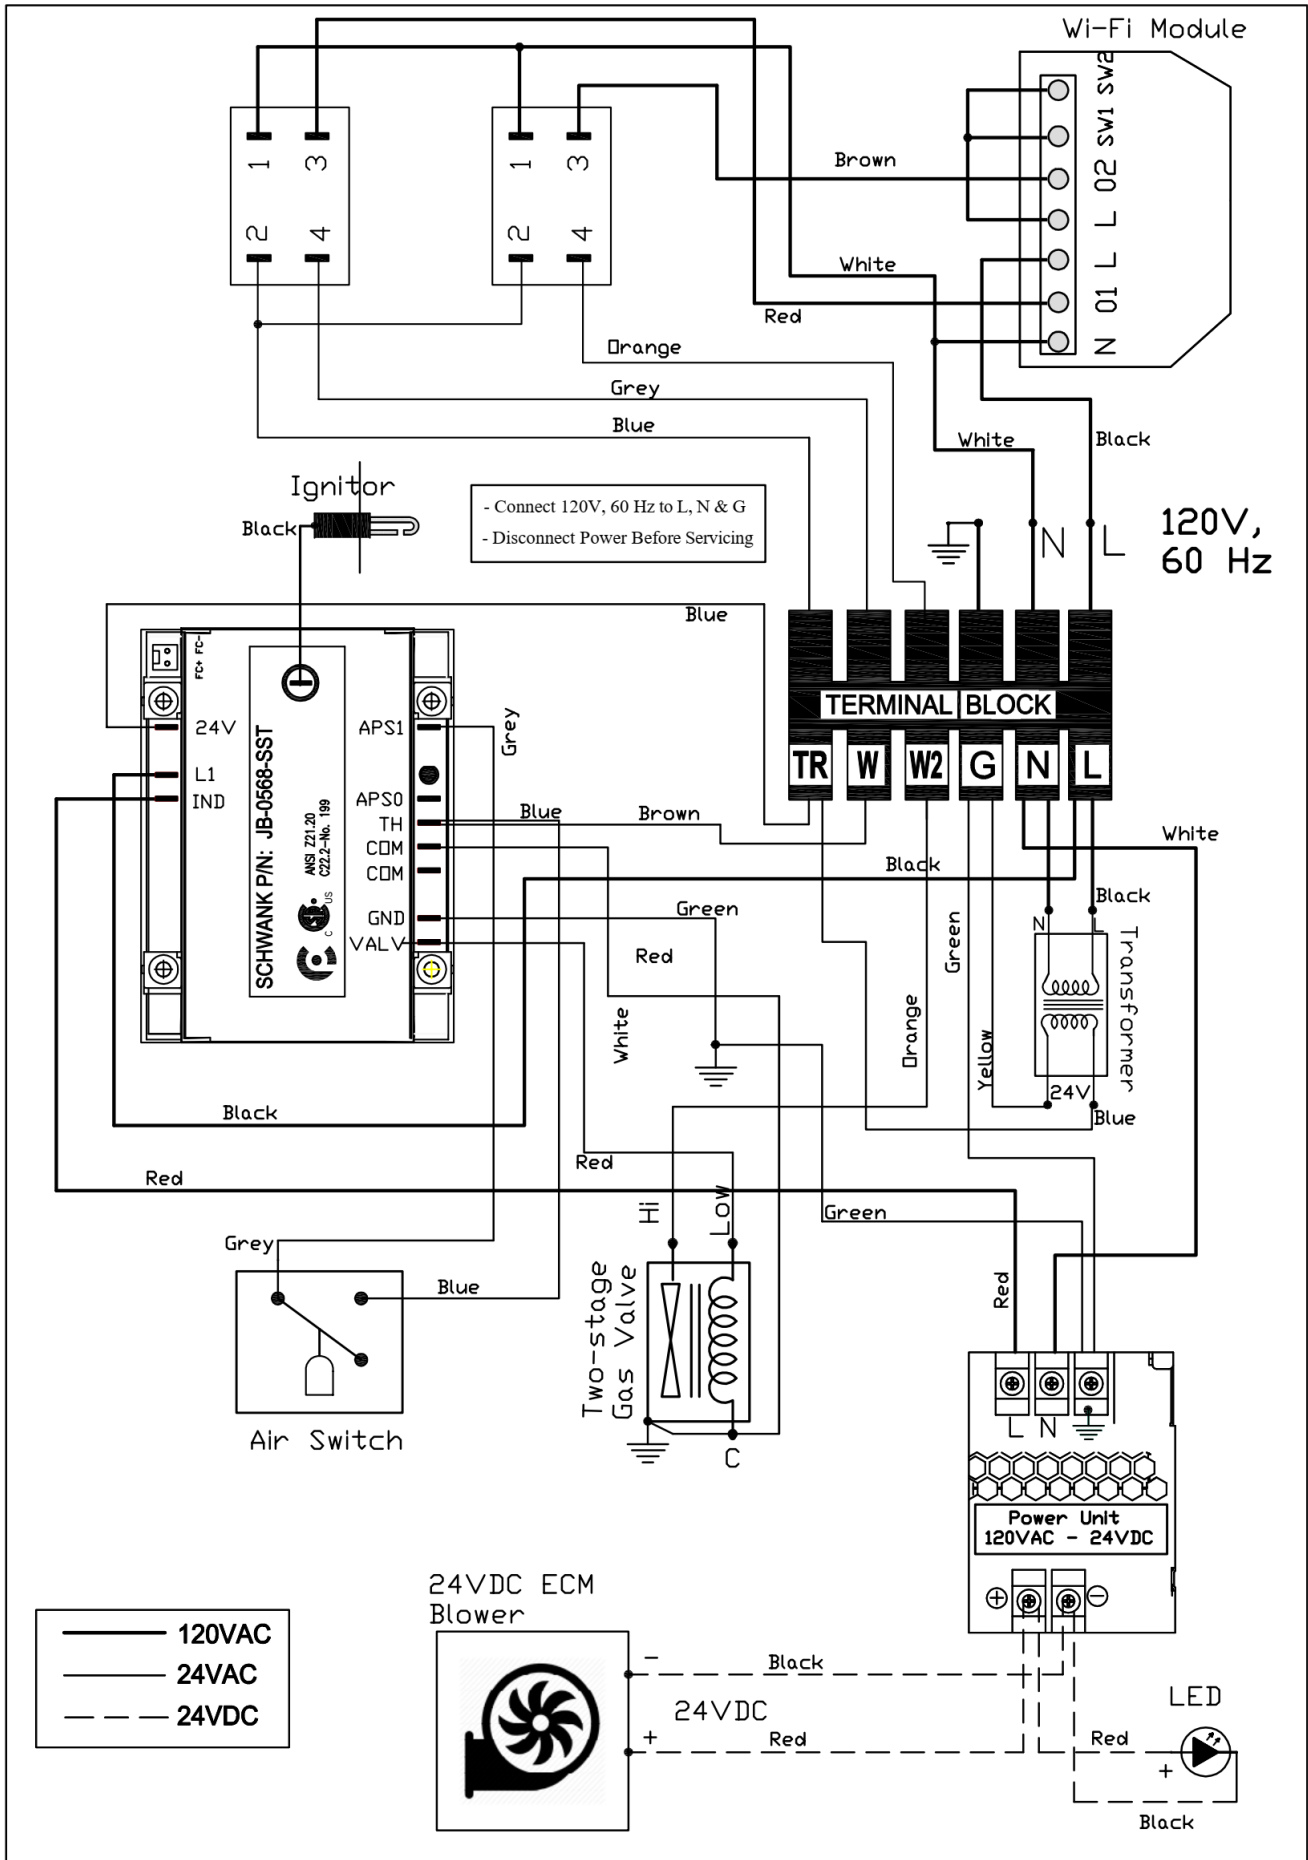 Wi-Fi Module
SW2
SW1
O2
L
L
O1
N
1
3
2
4
1
3
2
4
Brown
White
Red
Orange
Grey
Blue
White
Black
Ignitor
Black
- Connect 120V, 60 Hz to L, N & G
- Disconnect Power Before Servicing
N
L
120V,
60 Hz
Blue
TERMINAL BLOCK
TR
W
W2
G
N
L
FC+ FC-
24V
L1
IND
SCHWANK P/N: JB-0568-SST
ANSI Z21.20
C22.2-No. 199
C
US
APS1
APSO
TH
COM
COM
GND
VALV
Grey
Blue
Brown
White
Black
Black
Green
Red
White
Green
Orange
Yellow
N
L
Transformer
24V
Blue
Black
Red
Red
Green
Grey
Blue
Hi
Low
Red
Air Switch
Two-stage
Gas Valve
C
L
N
Power Unit
120VAC - 24VDC
+
-
24VDC ECM
Blower
-
Black
24VDC
+
Red
LED
Red
+
Black
120VAC
24VAC
24VDC